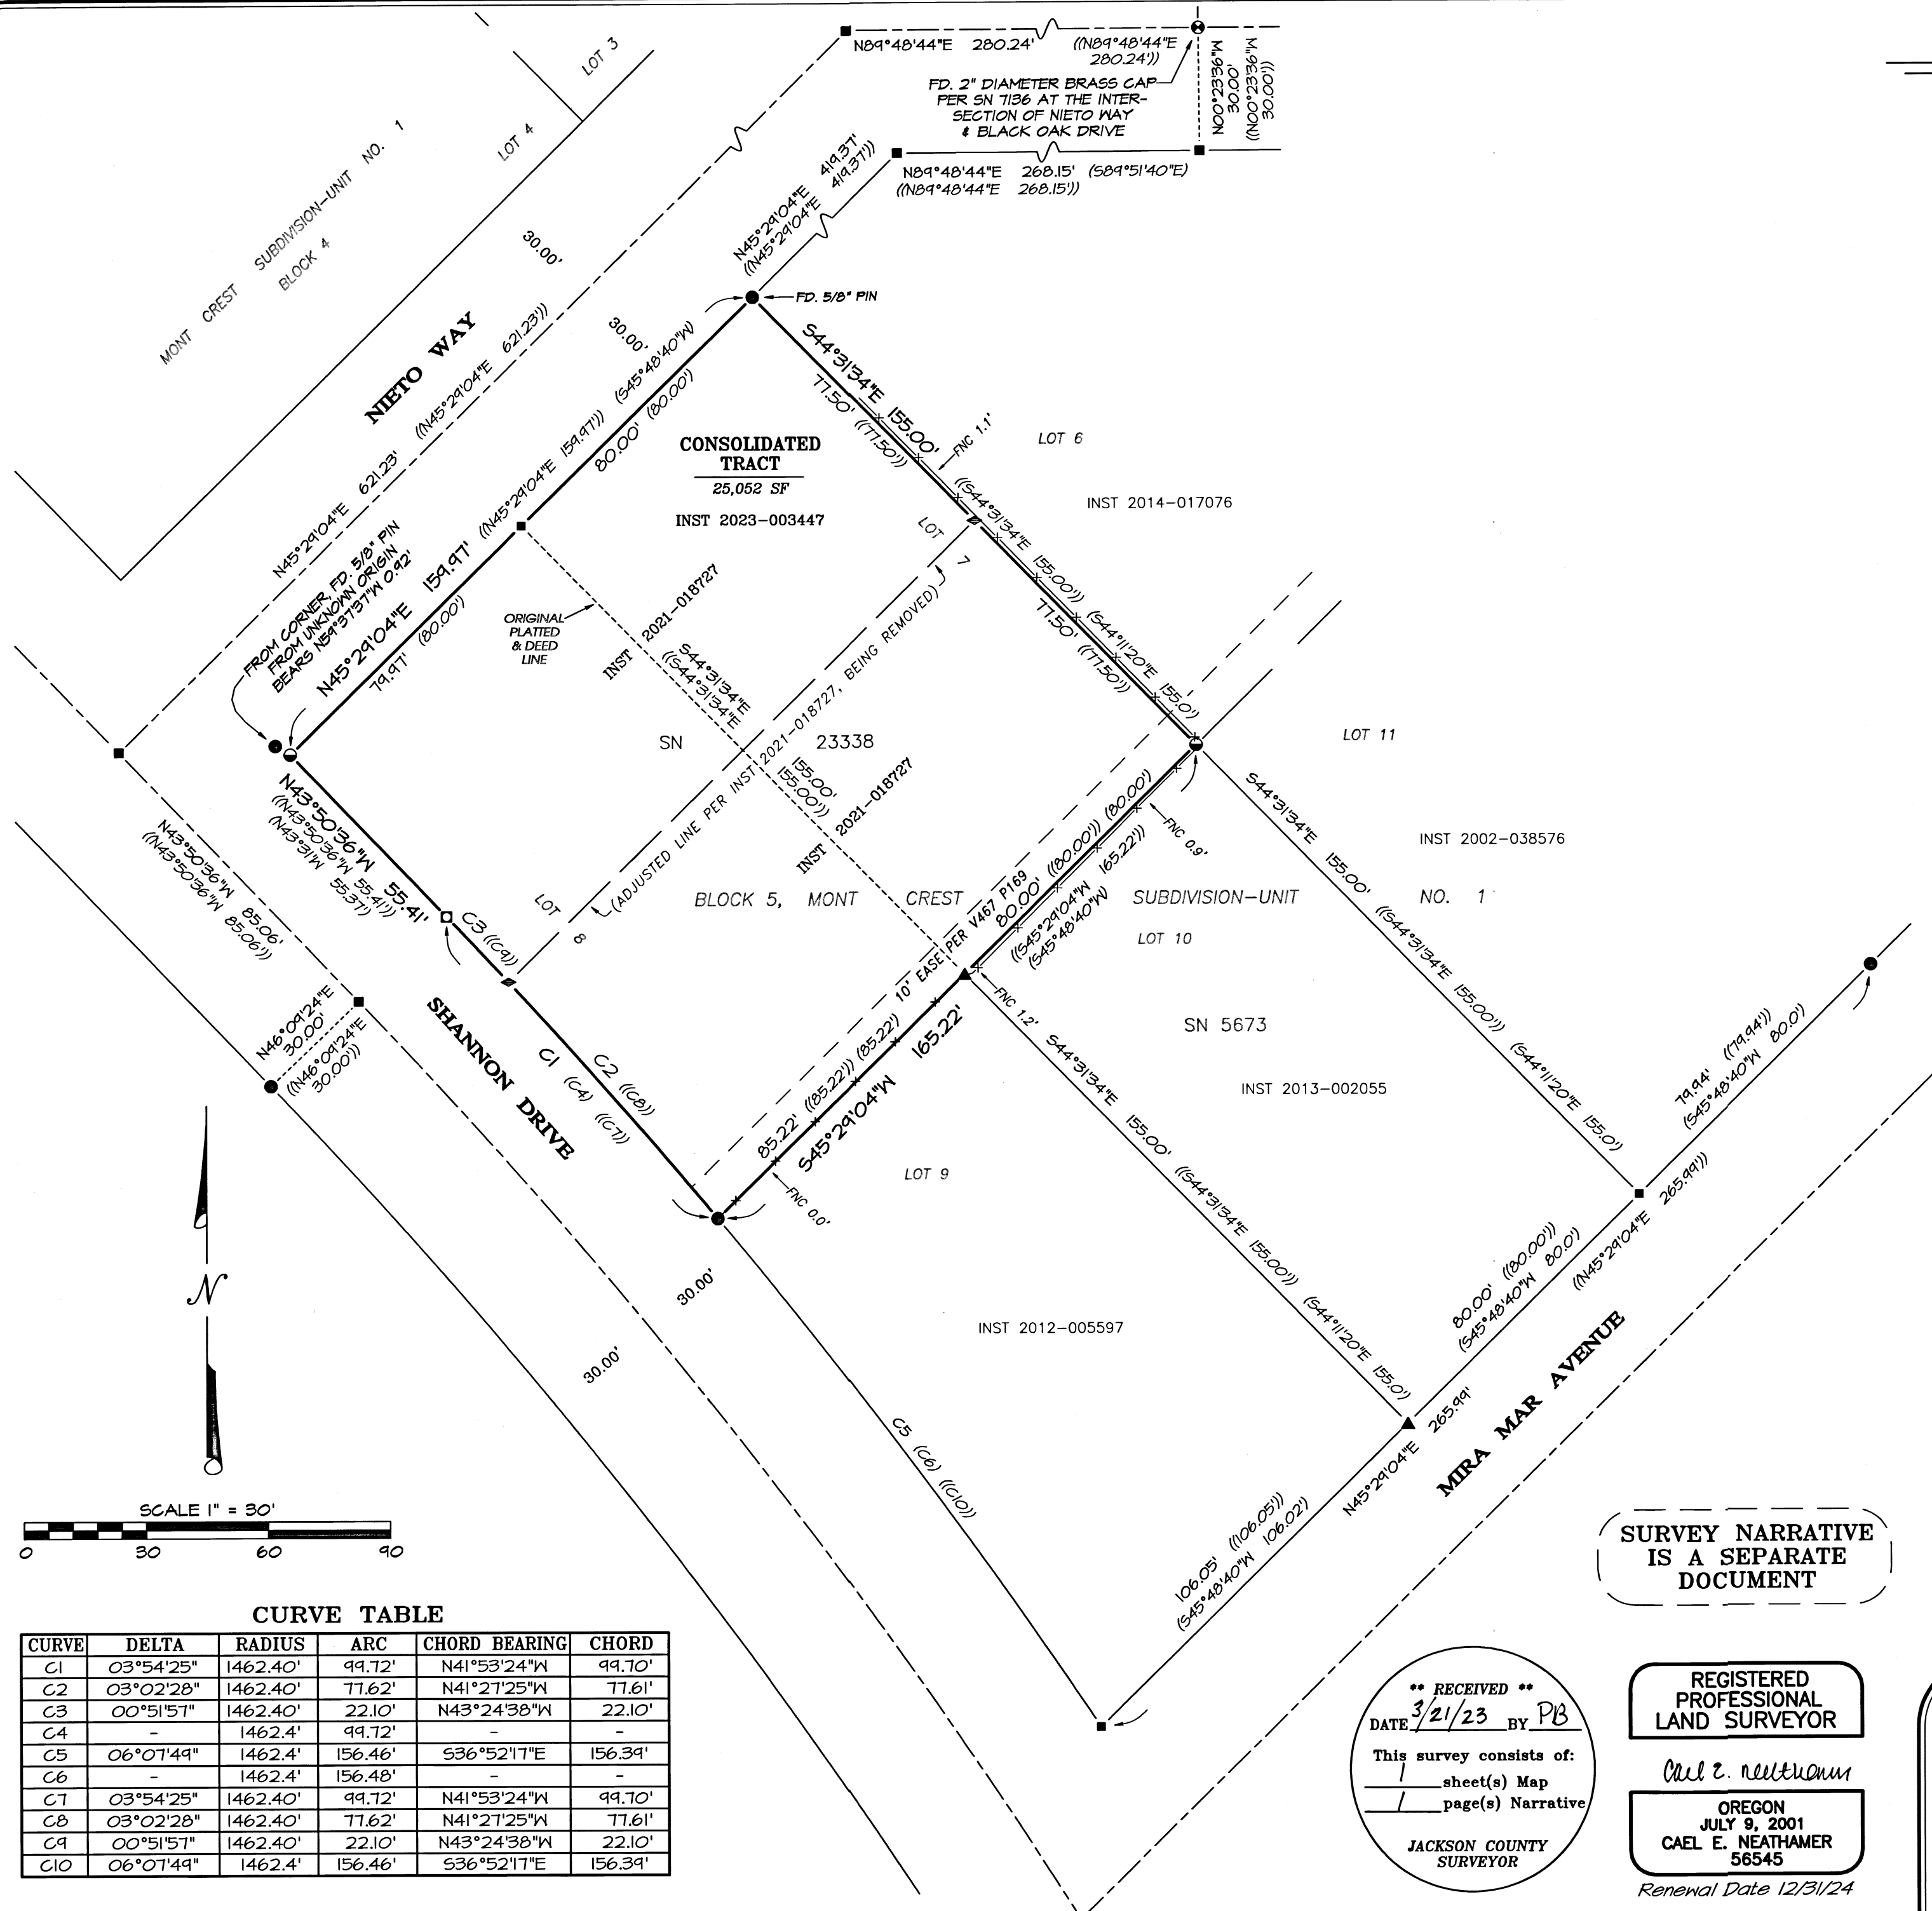 N89°48'44"E 280.24' ((N89°48'44"E
280.24'))
FD. 2" DIAMETER BRASS CAP
PER SN 7136 AT THE INTER-
SECTION OF NIETO WAY
& BLACK OAK DRIVE
N00°23'36"W
30.00'
((N00°23'36"W
30.00'))
N89°48'44"E 268.15' (S89°51'40"E)
((N89°48'44"E 268.15'))
LOT 3
LOT 4
MONT CREST SUBDIVISION-UNIT NO. 1
BLOCK 4
30.00'
30.00'
N45°29'04"E 419.37'
((N45°29'04"E 419.37'))
FD. 5/8" PIN
NIETO WAY
N45°29'04"E 621.23' ((N45°29'04"E 621.23'))
N45°29'04"E 159.97' ((N45°29'04"E 159.97')) (S45°48'40"W)
80.00' (80.00')
79.97' (80.00')
FROM CORNER, FD. 5/8" PIN
FROM UNKNOWN ORIGIN
BEARS N59°37'37"W 0.92'
CONSOLIDATED
TRACT
25,052 SF
INST 2023-003447
S44°31'34"E 155.00'
77.50' ((77.50'))
FNC 1.1'
LOT 6
INST 2014-017076
((S44°31'34"E 155.00')) (S44°11'20"E 155.0')
77.50' ((77.50'))
LOT 7
ORIGINAL
PLATTED
& DEED
LINE
INST 2021-018727
S44°31'34"E 155.00'
((S44°31'34"E 155.00'))
(ADJUSTED LINE PER INST 2021-018727, BEING REMOVED)
SN 23338
INST 2021-018727
LOT 8
BLOCK 5, MONT CREST SUBDIVISION-UNIT NO. 1
LOT 11
INST 2002-038576
N43°50'36"W 55.41'
((N43°50'36"W 55.41'))
(N43°31'W 55.37')
N43°50'36"W 85.06'
((N43°50'36"W 85.06'))
C3 ((C9))
C2 ((C8))
C1 (C4) ((C7))
SHANNON DRIVE
N46°09'24"E
30.00'
((N46°09'24"E
30.00'))
10' EASE PER V467 P169
80.00' ((80.00')) (80.00')
((S45°29'04"W 165.22'))
(S45°48'40"W)
FNC 0.9'
FNC 1.2'
85.22' ((85.22')) (85.22')
S45°29'04"W 165.22'
FNC 0.0'
LOT 10
SN 5673
INST 2013-002055
LOT 9
INST 2012-005597
S44°31'34"E 155.00' ((S44°31'34"E 155.00')) (S44°11'20"E 155.0')
S44°31'34"E 155.00' ((S44°31'34"E 155.00')) (S44°11'20"E 155.0')
79.94' ((79.94'))
(S45°48'40"W 80.0')
80.00' ((80.00'))
(S45°48'40"W 80.0')
N45°29'04"E 265.99' ((N45°29'04"E 265.99'))
106.05' ((106.05'))
(S45°48'40"W 106.02')
MIRA MAR AVENUE
30.00'
30.00'
C5 (C6) ((C10))
N
SCALE 1" = 30'
0 30 60 90
CURVE TABLE
CURVE DELTA RADIUS ARC CHORD BEARING CHORD
C1 03°54'25" 1462.40' 99.72' N41°53'24"W 99.70'
C2 03°02'28" 1462.40' 77.62' N41°27'25"W 77.61'
C3 00°51'57" 1462.40' 22.10' N43°24'38"W 22.10'
C4 - 1462.4' 99.72' - -
C5 06°07'49" 1462.4' 156.46' S36°52'17"E 156.39'
C6 - 1462.4' 156.48' - -
C7 03°54'25" 1462.40' 99.72' N41°53'24"W 99.70'
C8 03°02'28" 1462.40' 77.62' N41°27'25"W 77.61'
C9 00°51'57" 1462.40' 22.10' N43°24'38"W 22.10'
C10 06°07'49" 1462.4' 156.46' S36°52'17"E 156.39'
SURVEY NARRATIVE
IS A SEPARATE
DOCUMENT
** RECEIVED **
DATE 3/21/23 BY PB
This survey consists of:
1 sheet(s) Map
1 page(s) Narrative
JACKSON COUNTY
SURVEYOR
REGISTERED
PROFESSIONAL
LAND SURVEYOR
Cael E. Neathamer
OREGON
JULY 9, 2001
CAEL E. NEATHAMER
56545
Renewal Date 12/31/24